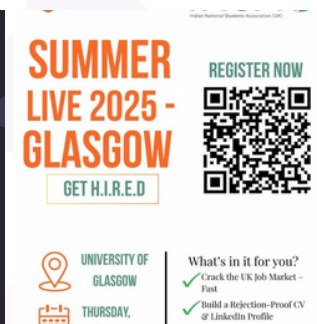 Indian National Students Association (UK)
SUMMER
LIVE 2025 -
GLASGOW
GET H.I.R.E.D
REGISTER NOW
UNIVERSITY OF
GLASGOW
THURSDAY,
What's in it for you?
Crack the UK Job Market –
Fast
Build a Rejection-Proof CV
& LinkedIn Profile